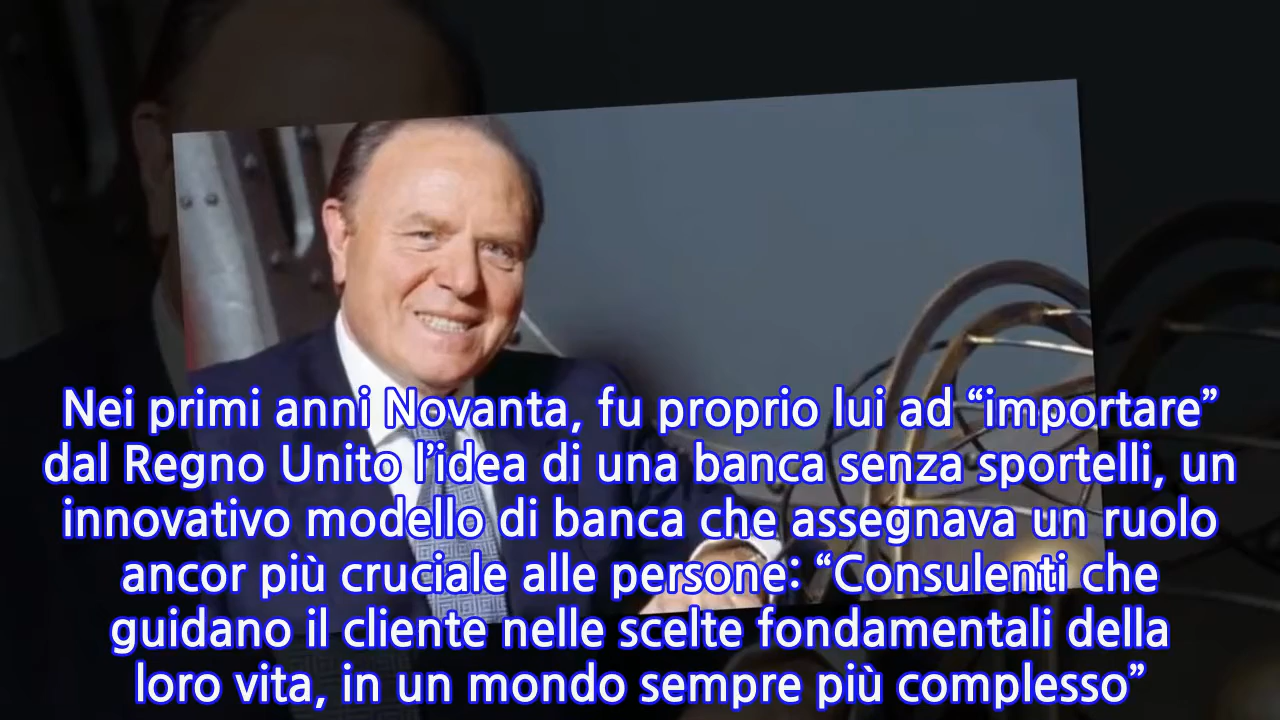 Nei primi anni Novanta, fu proprio lui ad “importare”
dal Regno Unito l’idea di una banca senza sportelli, un
innovativo modello di banca che assegnava un ruolo
ancor più cruciale alle persone: “Consulenti che
guidano il cliente nelle scelte fondamentali della
loro vita, in un mondo sempre più complesso”